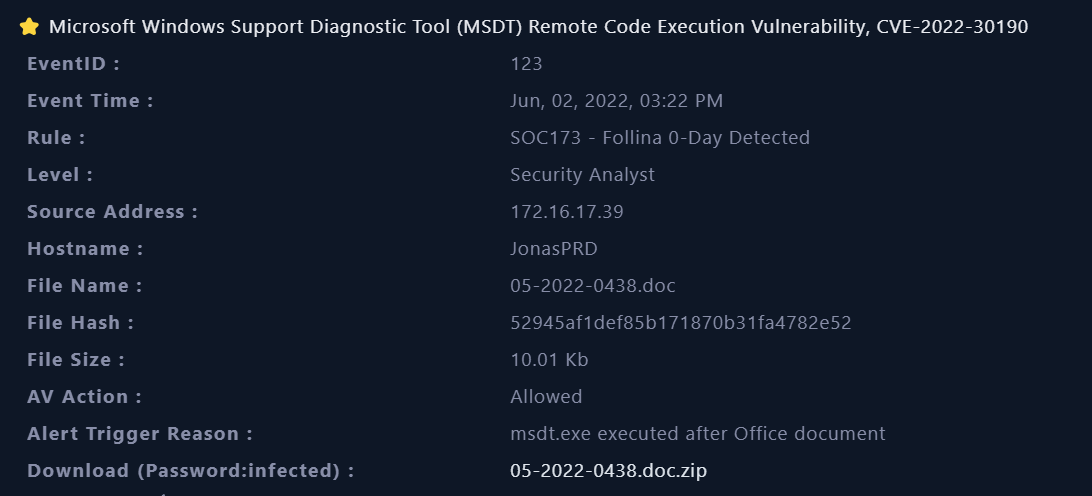 Microsoft Windows Support Diagnostic Tool (MSDT) Remote Code Execution Vulnerability, CVE-2022-30190
EventID : 123
Event Time : Jun, 02, 2022, 03:22 PM
Rule : SOC173 - Follina 0-Day Detected
Level : Security Analyst
Source Address : 172.16.17.39
Hostname : JonasPRD
File Name : 05-2022-0438.doc
File Hash : 52945af1def85b171870b31fa4782e52
File Size : 10.01 Kb
AV Action : Allowed
Alert Trigger Reason : msdt.exe executed after Office document
Download (Password:infected) : 05-2022-0438.doc.zip